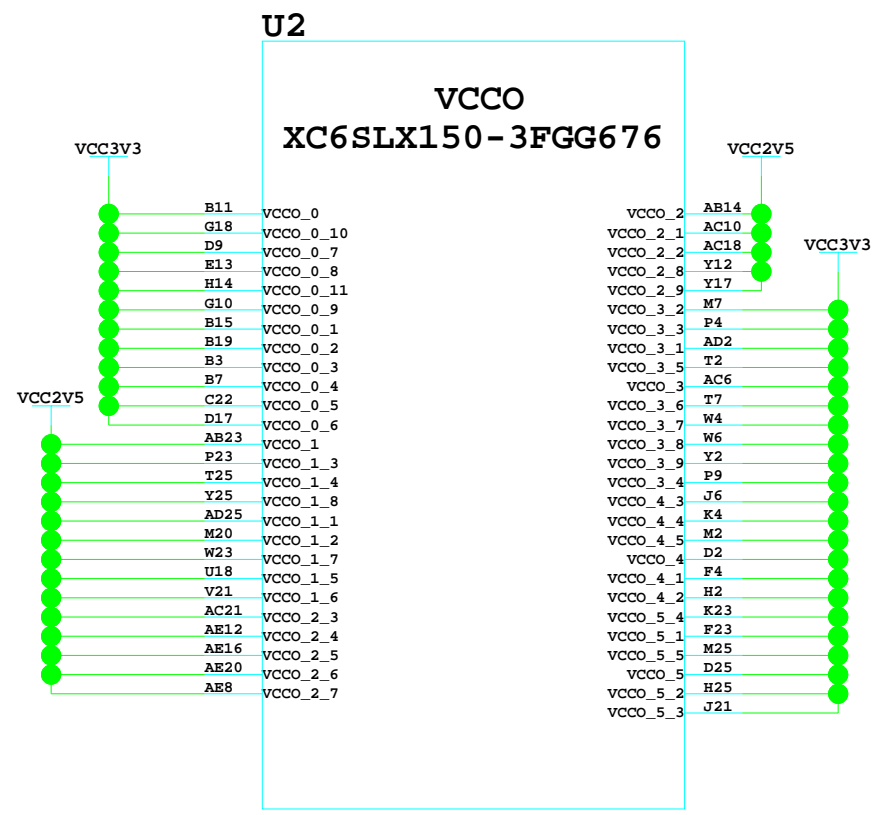 U2
VCCO
XC6SLX150-3FGG676
VCC3V3
B11 VCCO_0
G18 VCCO_0_10
D9 VCCO_0_7
E13 VCCO_0_8
H14 VCCO_0_11
G10 VCCO_0_9
B15 VCCO_0_1
B19 VCCO_0_2
B3 VCCO_0_3
B7 VCCO_0_4
C22 VCCO_0_5
D17 VCCO_0_6
VCC2V5
AB23 VCCO_1
P23 VCCO_1_3
T25 VCCO_1_4
Y25 VCCO_1_8
AD25 VCCO_1_1
M20 VCCO_1_2
W23 VCCO_1_7
U18 VCCO_1_5
V21 VCCO_1_6
AC21 VCCO_2_3
AE12 VCCO_2_4
AE16 VCCO_2_5
AE20 VCCO_2_6
AE8 VCCO_2_7
VCC2V5
VCCO_2 AB14
VCCO_2_1 AC10
VCCO_2_2 AC18
VCCO_2_8 Y12
VCCO_2_9 Y17
VCC3V3
VCCO_3_2 M7
VCCO_3_3 P4
VCCO_3_1 AD2
VCCO_3_5 T2
VCCO_3 AC6
VCCO_3_6 T7
VCCO_3_7 W4
VCCO_3_8 W6
VCCO_3_9 Y2
VCCO_3_4 P9
VCCO_4_3 J6
VCCO_4_4 K4
VCCO_4_5 M2
VCCO_4 D2
VCCO_4_1 F4
VCCO_4_2 H2
VCCO_5_4 K23
VCCO_5_1 F23
VCCO_5_5 M25
VCCO_5 D25
VCCO_5_2 H25
VCCO_5_3 J21